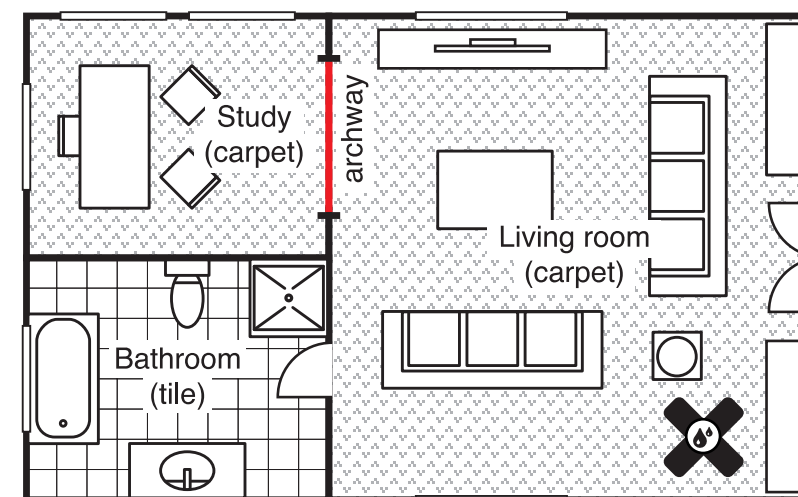 Study
(carpet)
archway
Living room
(carpet)
Bathroom
(tile)